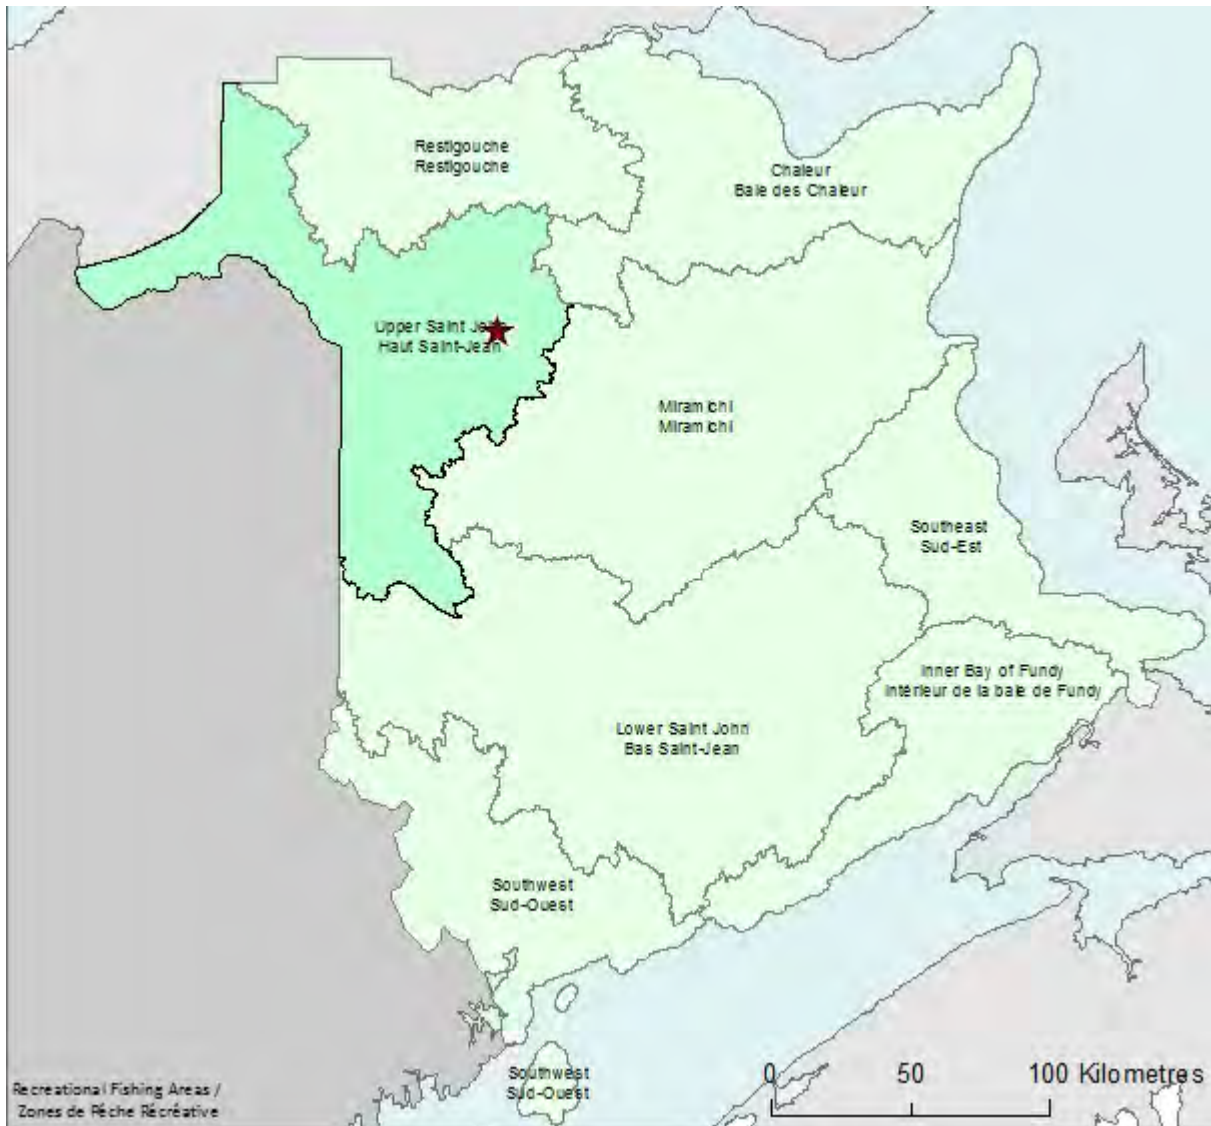 Restigouche
Restigouche
Chaleur
Baie des Chaleur
Upper Saint
Haut Saint-Jean
Miramichi
Miramichi
Southeast
Sud-Est
Inner Bay of Fundy
Intérieur de la baie de Fundy
Lower Saint John
Bas Saint-Jean
Southwest
Sud-Ouest
Southwest
Sud-Ouest
0 50 100 Kilometres
Recreational Fishing Areas /
Zones de Pêche Récréative